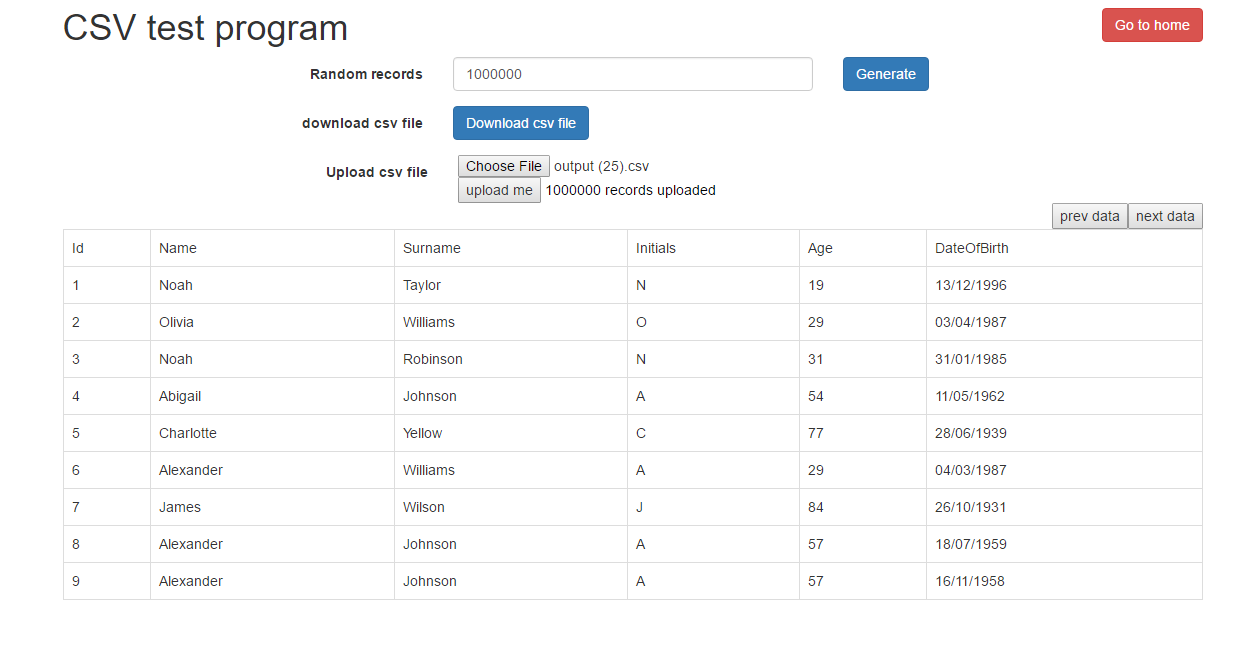 CSV test program Go to home
Random records 1000000 Generate
download csv file Download csv file
Upload csv file Choose File output (25).csv
upload me 1000000 records uploaded
prev data next data
Id Name Surname Initials Age DateOfBirth
1 Noah Taylor N 19 13/12/1996
2 Olivia Williams O 29 03/04/1987
3 Noah Robinson N 31 31/01/1985
4 Abigail Johnson A 54 11/05/1962
5 Charlotte Yellow C 77 28/06/1939
6 Alexander Williams A 29 04/03/1987
7 James Wilson J 84 26/10/1931
8 Alexander Johnson A 57 18/07/1959
9 Alexander Johnson A 57 16/11/1958